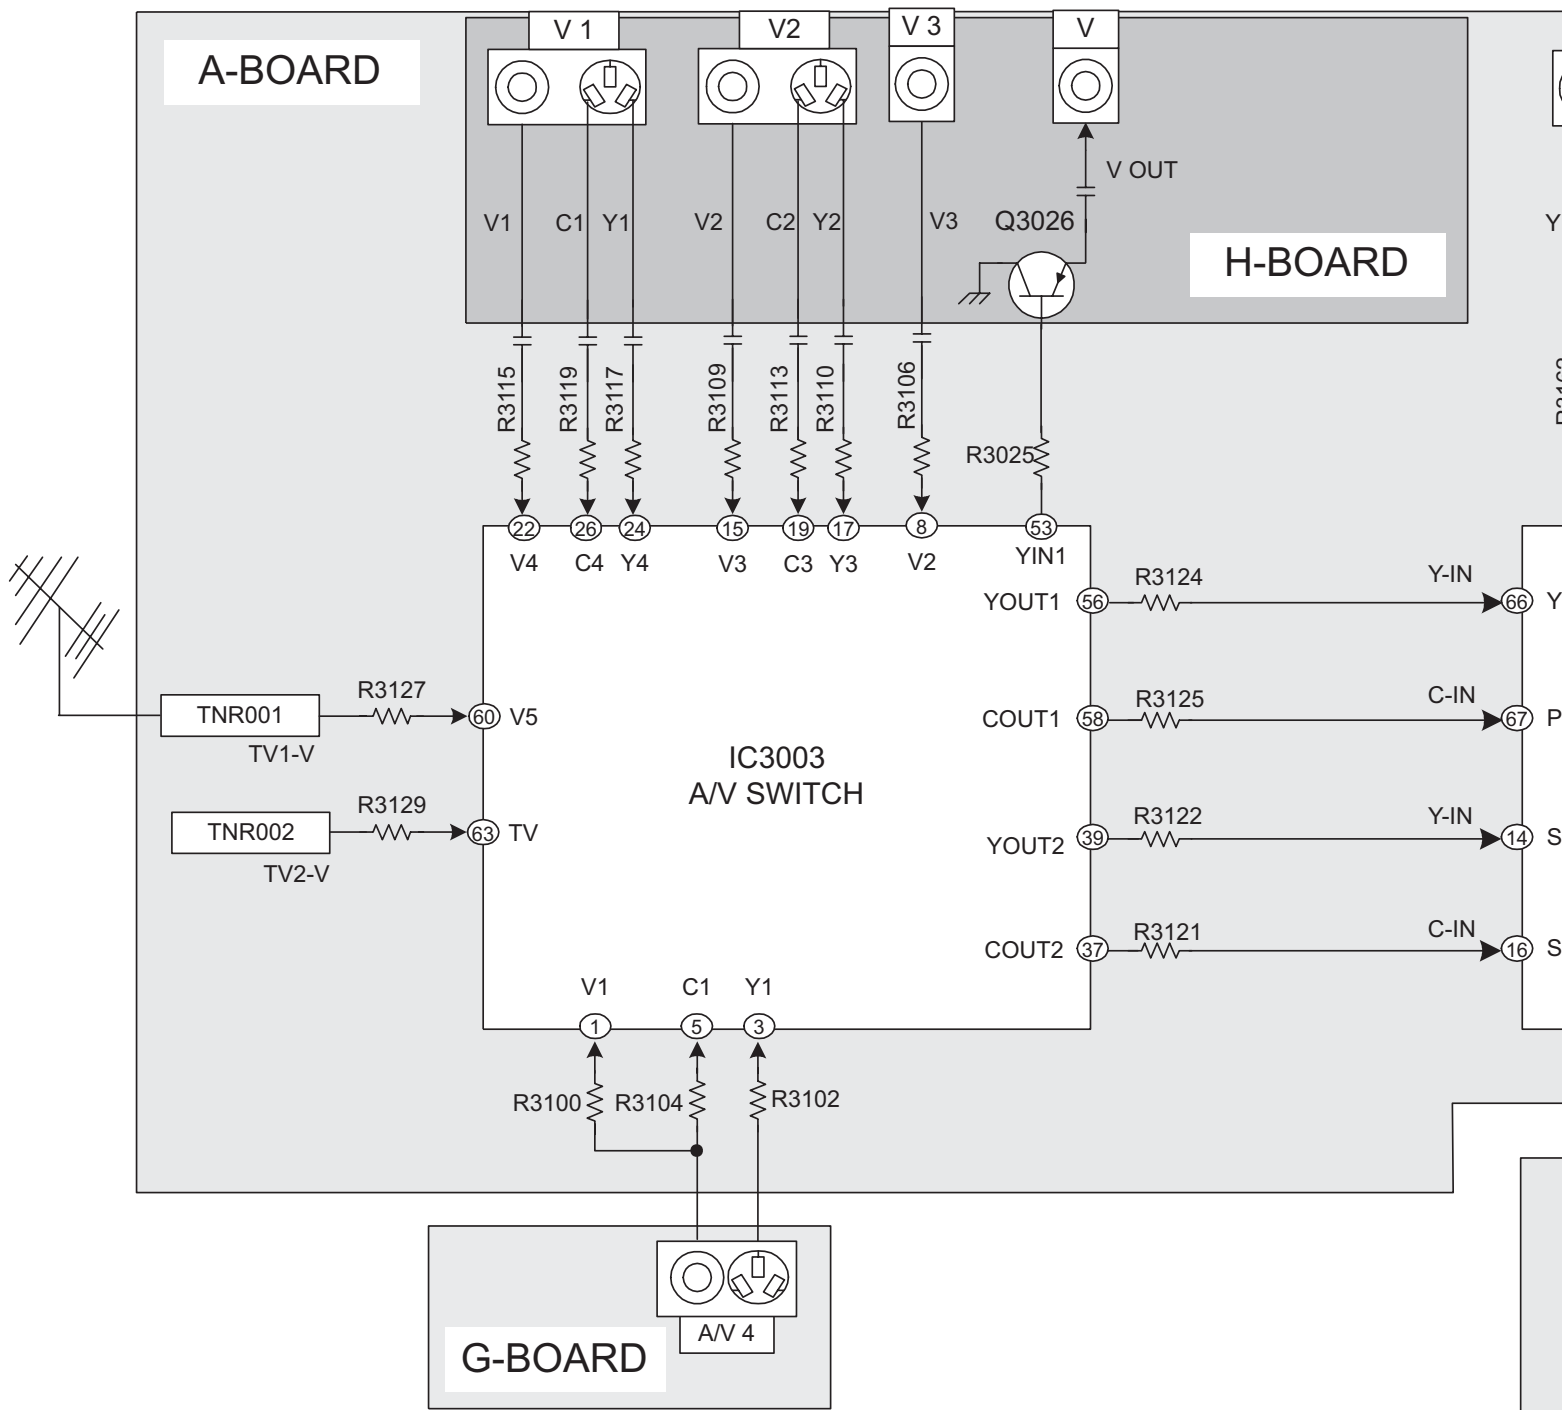 V 1
V2
V 3
V
A-BOARD
V OUT
V1
C1
Y1
V2
C2
Y2
V3
Q3026
Y
H-BOARD
R3115
R3119
R3117
R3109
R3113
R3110
R3106
R3025
22
26
24
15
19
17
8
53
V4
C4
Y4
V3
C3
Y3
V2
YIN1
YOUT1
56
R3124
Y-IN
66
Y
TNR001
TV1-V
R3127
60
V5
COUT1
58
R3125
C-IN
67
P
IC3003
A/V SWITCH
TNR002
TV2-V
R3129
63
TV
YOUT2
39
R3122
Y-IN
14
S
COUT2
37
R3121
C-IN
16
S
V1
C1
Y1
1
5
3
R3100
R3104
R3102
A/V 4
G-BOARD